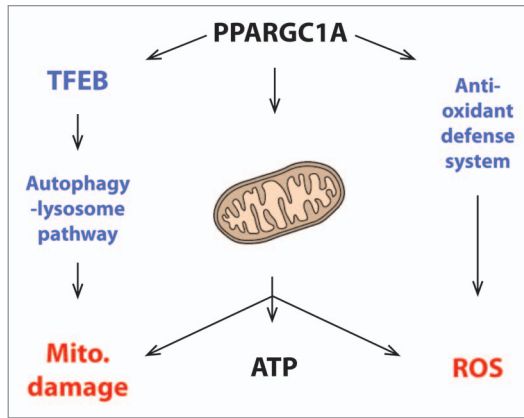 PPARGC1A
TFEB
Anti-
oxidant
defense
system
Autophagy
-lysosome
pathway
Mito.
damage
ATP
ROS